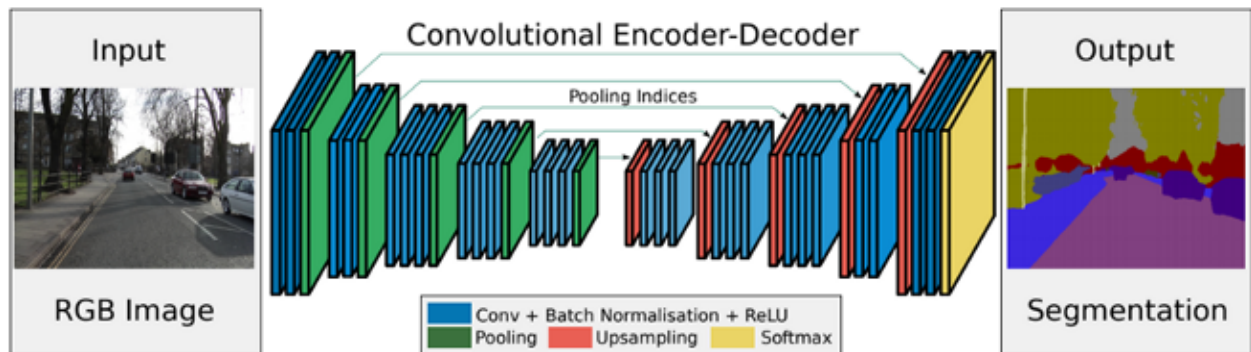 Input
RGB Image
Convolutional Encoder-Decoder
Pooling Indices
Conv + Batch Normalisation + ReLU
Pooling Upsampling Softmax
Output
Segmentation